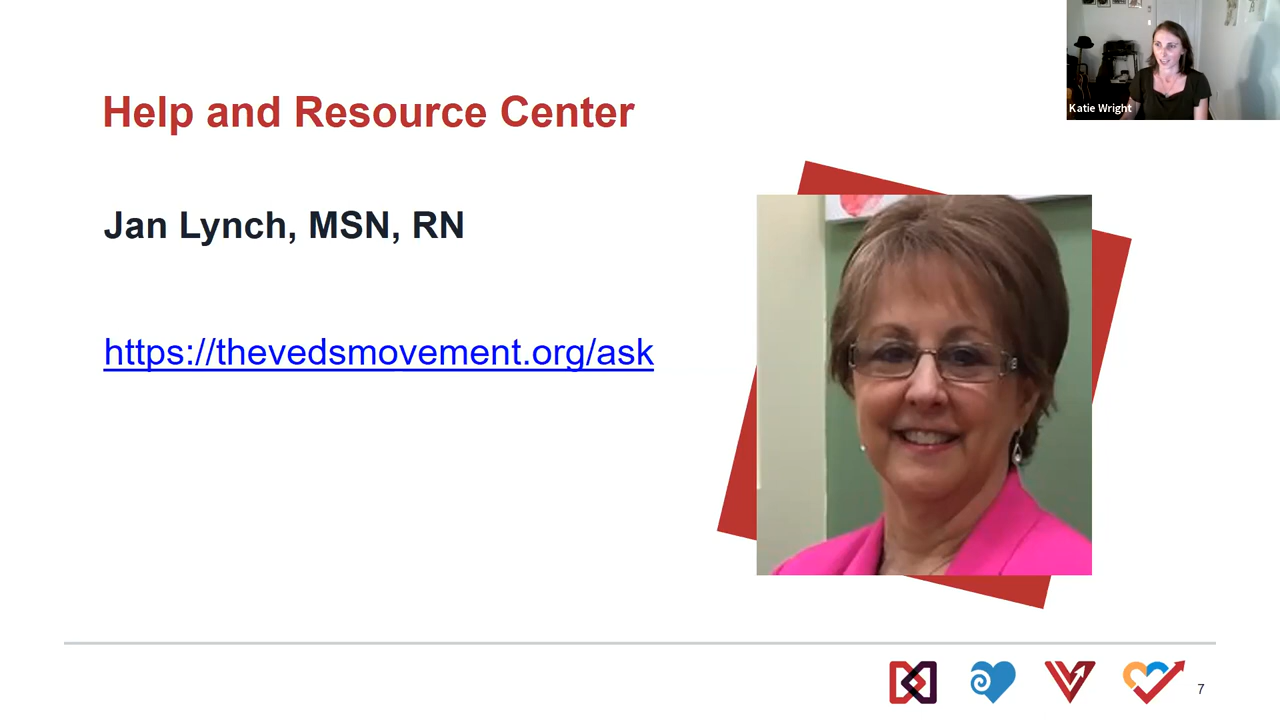 Katie Wright
Help and Resource Center
Jan Lynch, MSN, RN
https://thevedsmovement.org/ask
7